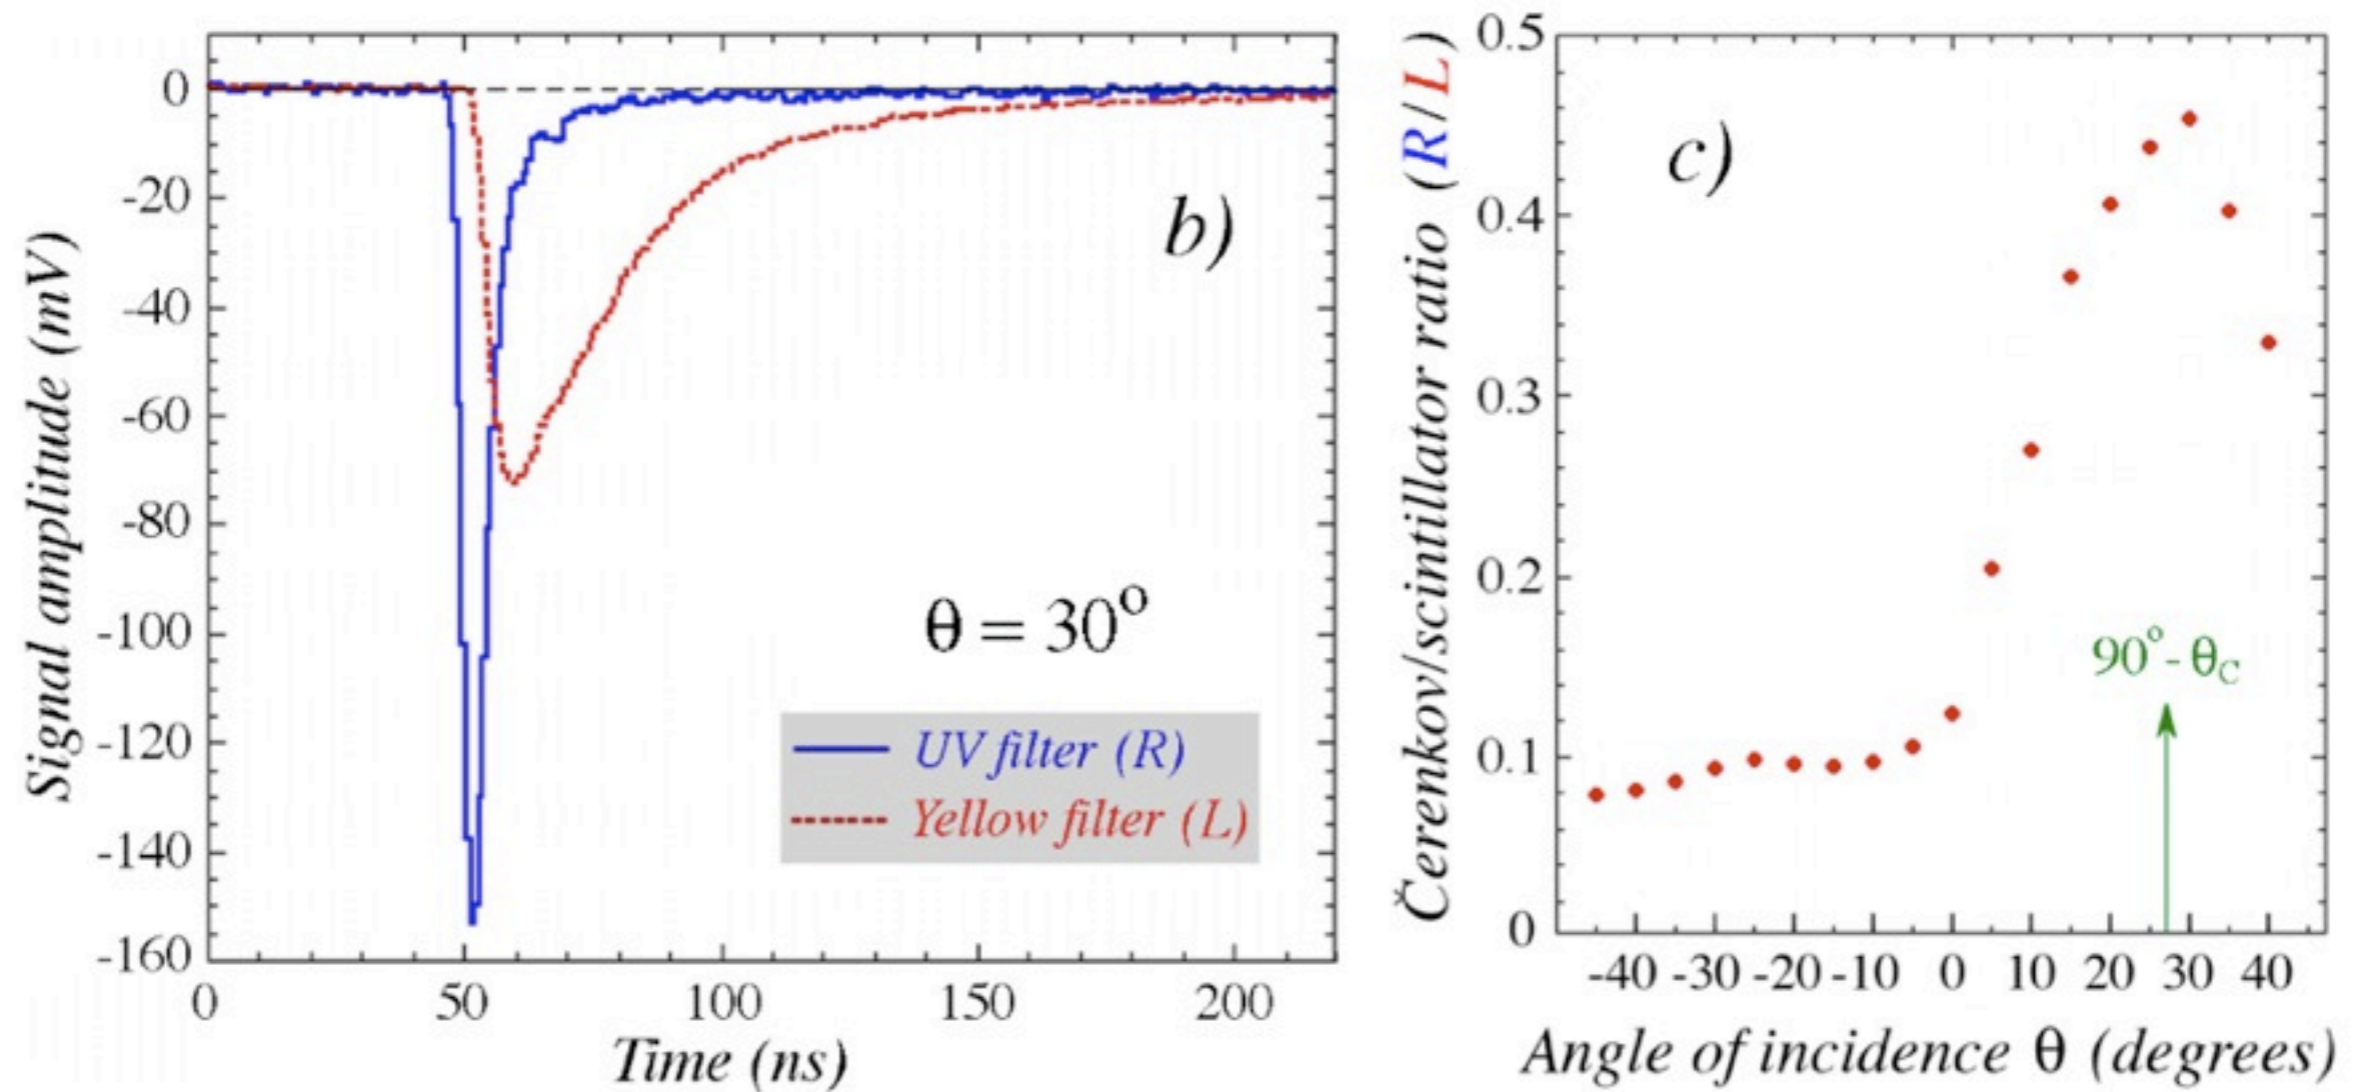 Signal amplitude (mV)
0
-20
-40
-60
-80
-100
-120
-140
-160
0 50 100 150 200
Time (ns)
b)
θ = 30°
UV filter (R)
Yellow filter (L)
Čerenkov/scintillator ratio (R/L)
0.5
0.4
0.3
0.2
0.1
0
c)
90°- θC
-40 -30 -20 -10 0 10 20 30 40
Angle of incidence θ (degrees)